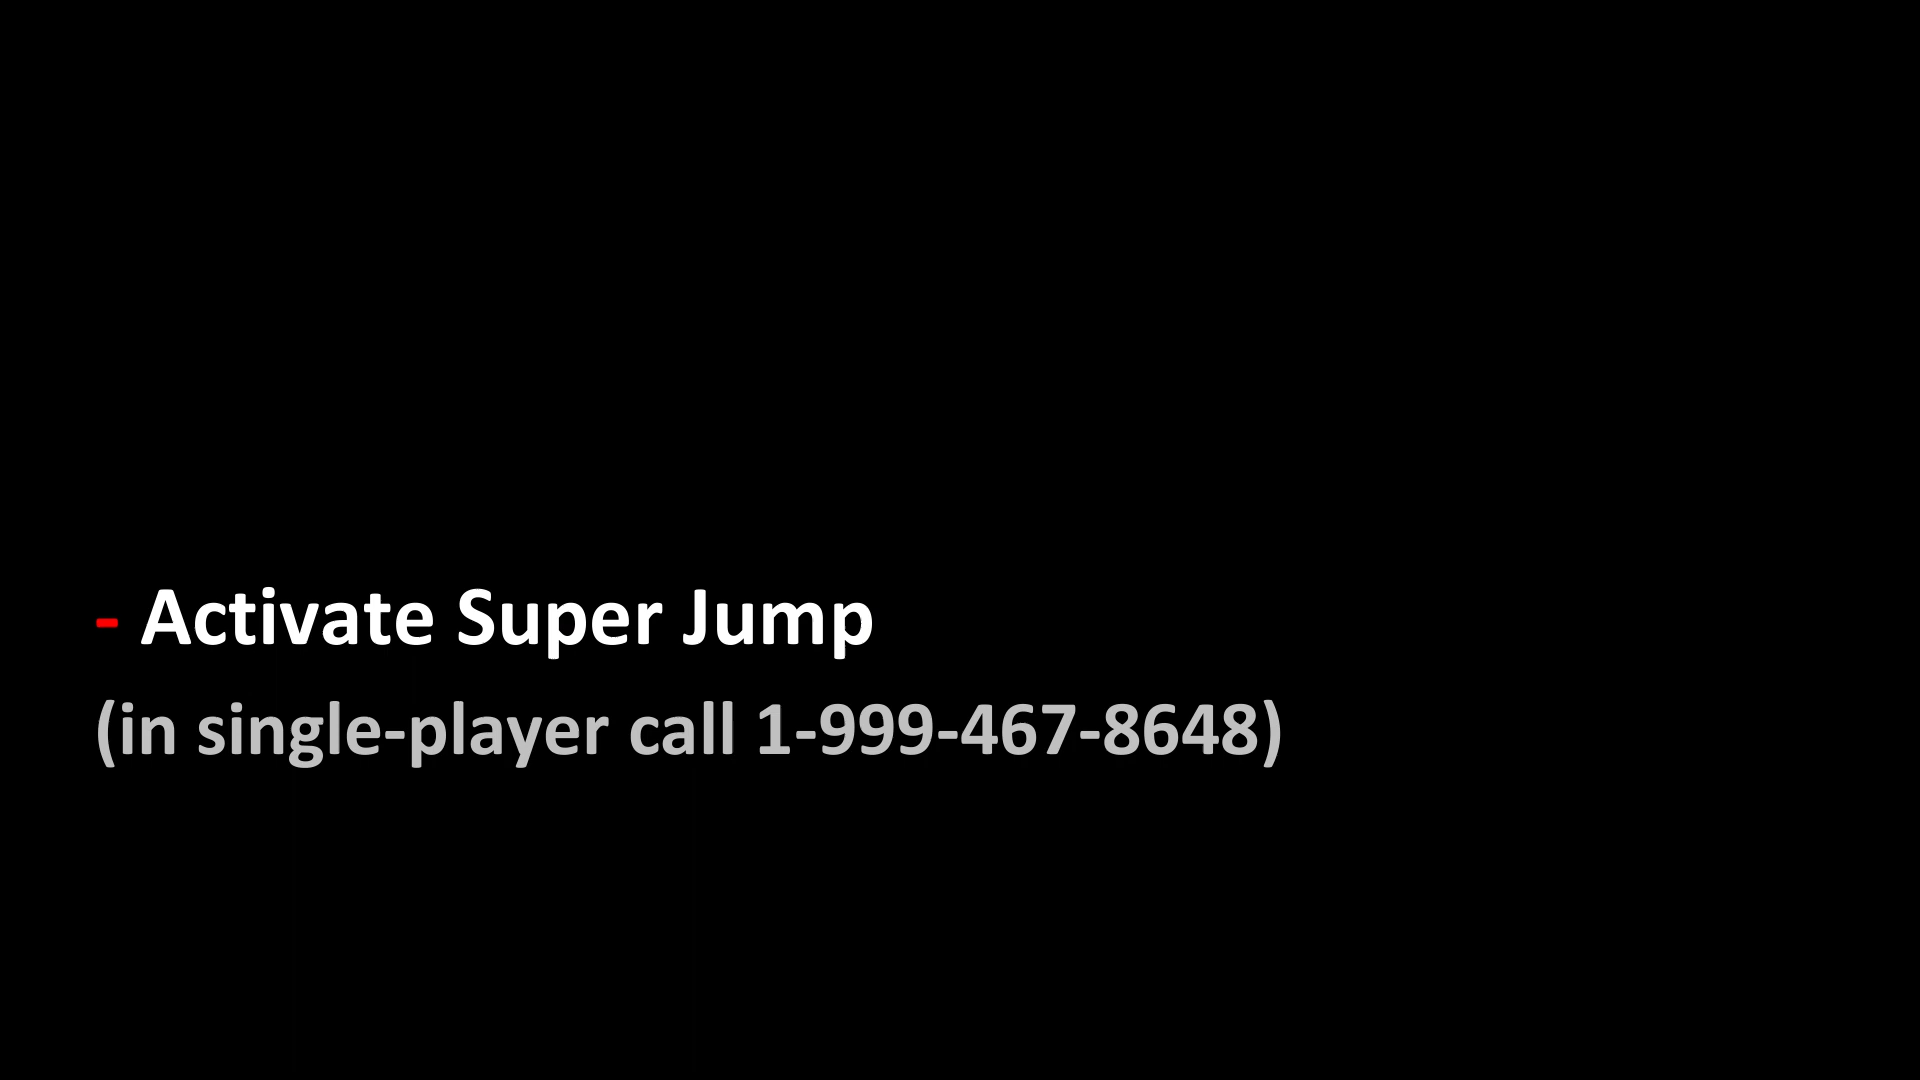 - Activate Super Jump
(in single-player call 1-999-467-8648)